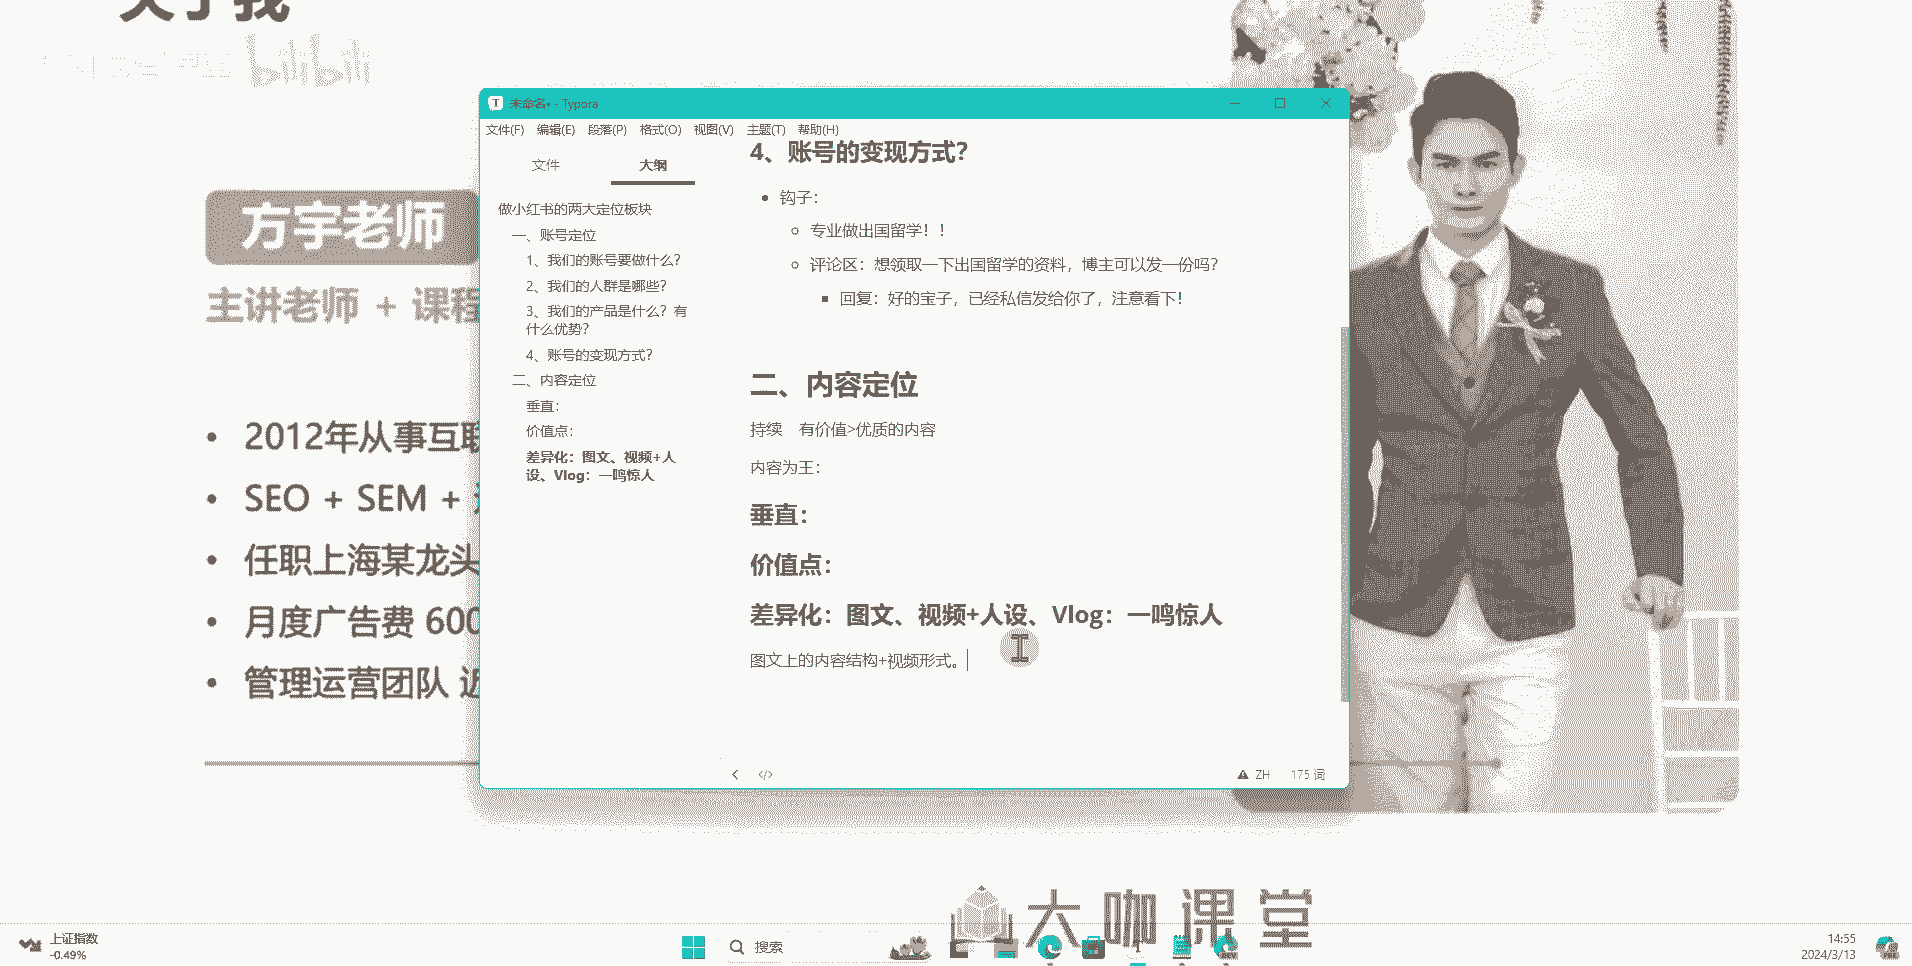 关于我
bilibili
方宇老师
主讲老师 + 课程
2012年从事互联
SEO + SEM +
任职上海某龙头
月度广告费 600
管理运营团队 近
未命名• - Typora
文件(F) 编辑(E) 段落(P) 格式(O) 视图(V) 主题(T) 帮助(H)
文件 大纲
做小红书的两大定位板块
一、账号定位
1、我们的账号要做什么？
2、我们的人群是哪些？
3、我们的产品是什么？有
什么优势？
4、账号的变现方式？
二、内容定位
垂直：
价值点：
差异化：图文、视频+人
设、Vlog：一鸣惊人
4、账号的变现方式？
钩子：
专业做出国留学！！
评论区：想领取一下出国留学的资料，博主可以发一份吗？
回复：好的宝子，已经私信发给你了，注意看下！
二、内容定位
持续 有价值>优质的内容
内容为王：
垂直：
价值点：
差异化：图文、视频+人设、Vlog：一鸣惊人
图文上的内容结构+视频形式。
ZH 175 词
大咖课堂
上证指数
-0.49%
搜索
DEV
14:55
2024/3/13
PRE